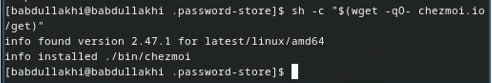 [babdullakhi@babdullakhi .password-store]$ sh -c "$(wget -qO- chezmoi.io
/get)"
info found version 2.47.1 for latest/linux/amd64
info installed ./bin/chezmoi
[babdullakhi@babdullakhi .password-store]$